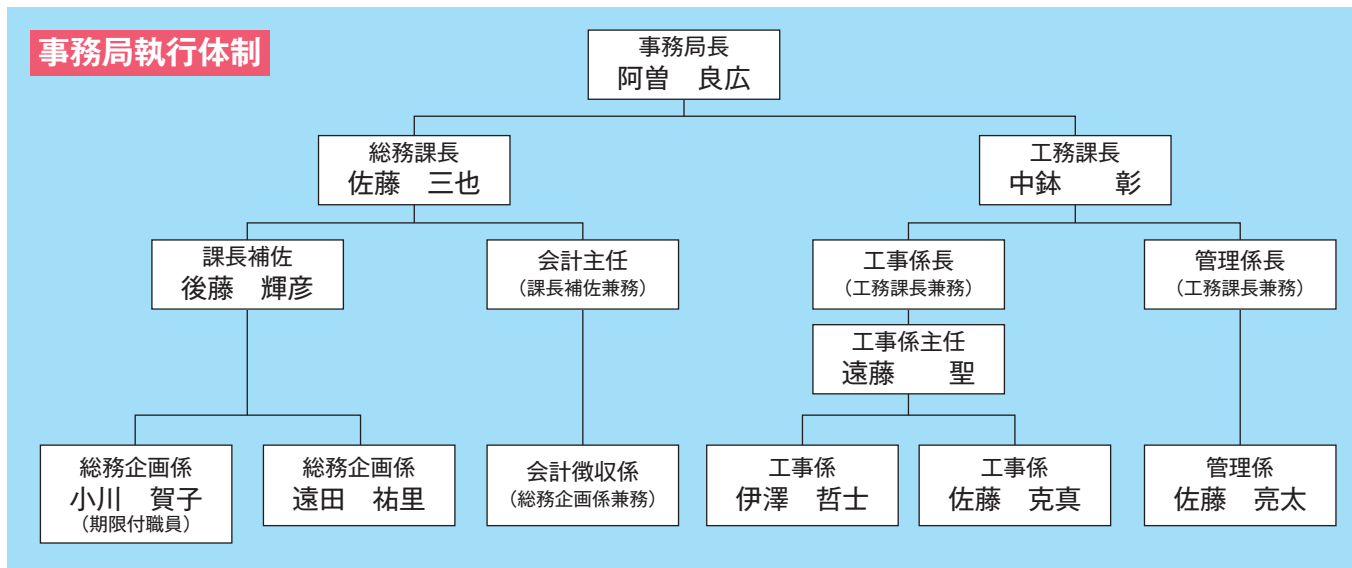 事務局執行体制
事務局長
阿曽　良広
総務課長
佐藤　三也
工務課長
中鉢　　彰
課長補佐
後藤　輝彦
会計主任
（課長補佐兼務）
工事係長
（工務課長兼務）
管理係長
（工務課長兼務）
工事係主任
遠藤　　聖
総務企画係
小川　賀子
（期限付職員）
総務企画係
遠田　祐里
会計徴収係
（総務企画係兼務）
工事係
伊澤　哲士
工事係
佐藤　克真
管理係
佐藤　亮太